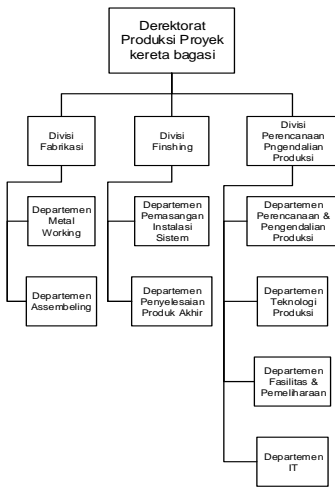 Derektorat
Produksi Proyek
kereta bagasi
Divisi
Fabrikasi
Divisi
Finshing
Divisi
Perencanaan
Pngendalian
Produksi
Departemen
Metal
Working
Departemen
Pemasangan
Instalasi
Sistem
Departemen
Perencanaan &
Pengendalian
Produksi
Departemen
Assembeling
Departemen
Penyelesaian
Produk Akhir
Departemen
Teknologi
Produksi
Departemen
Fasilitas &
Pemeliharaan
Departemen
IT